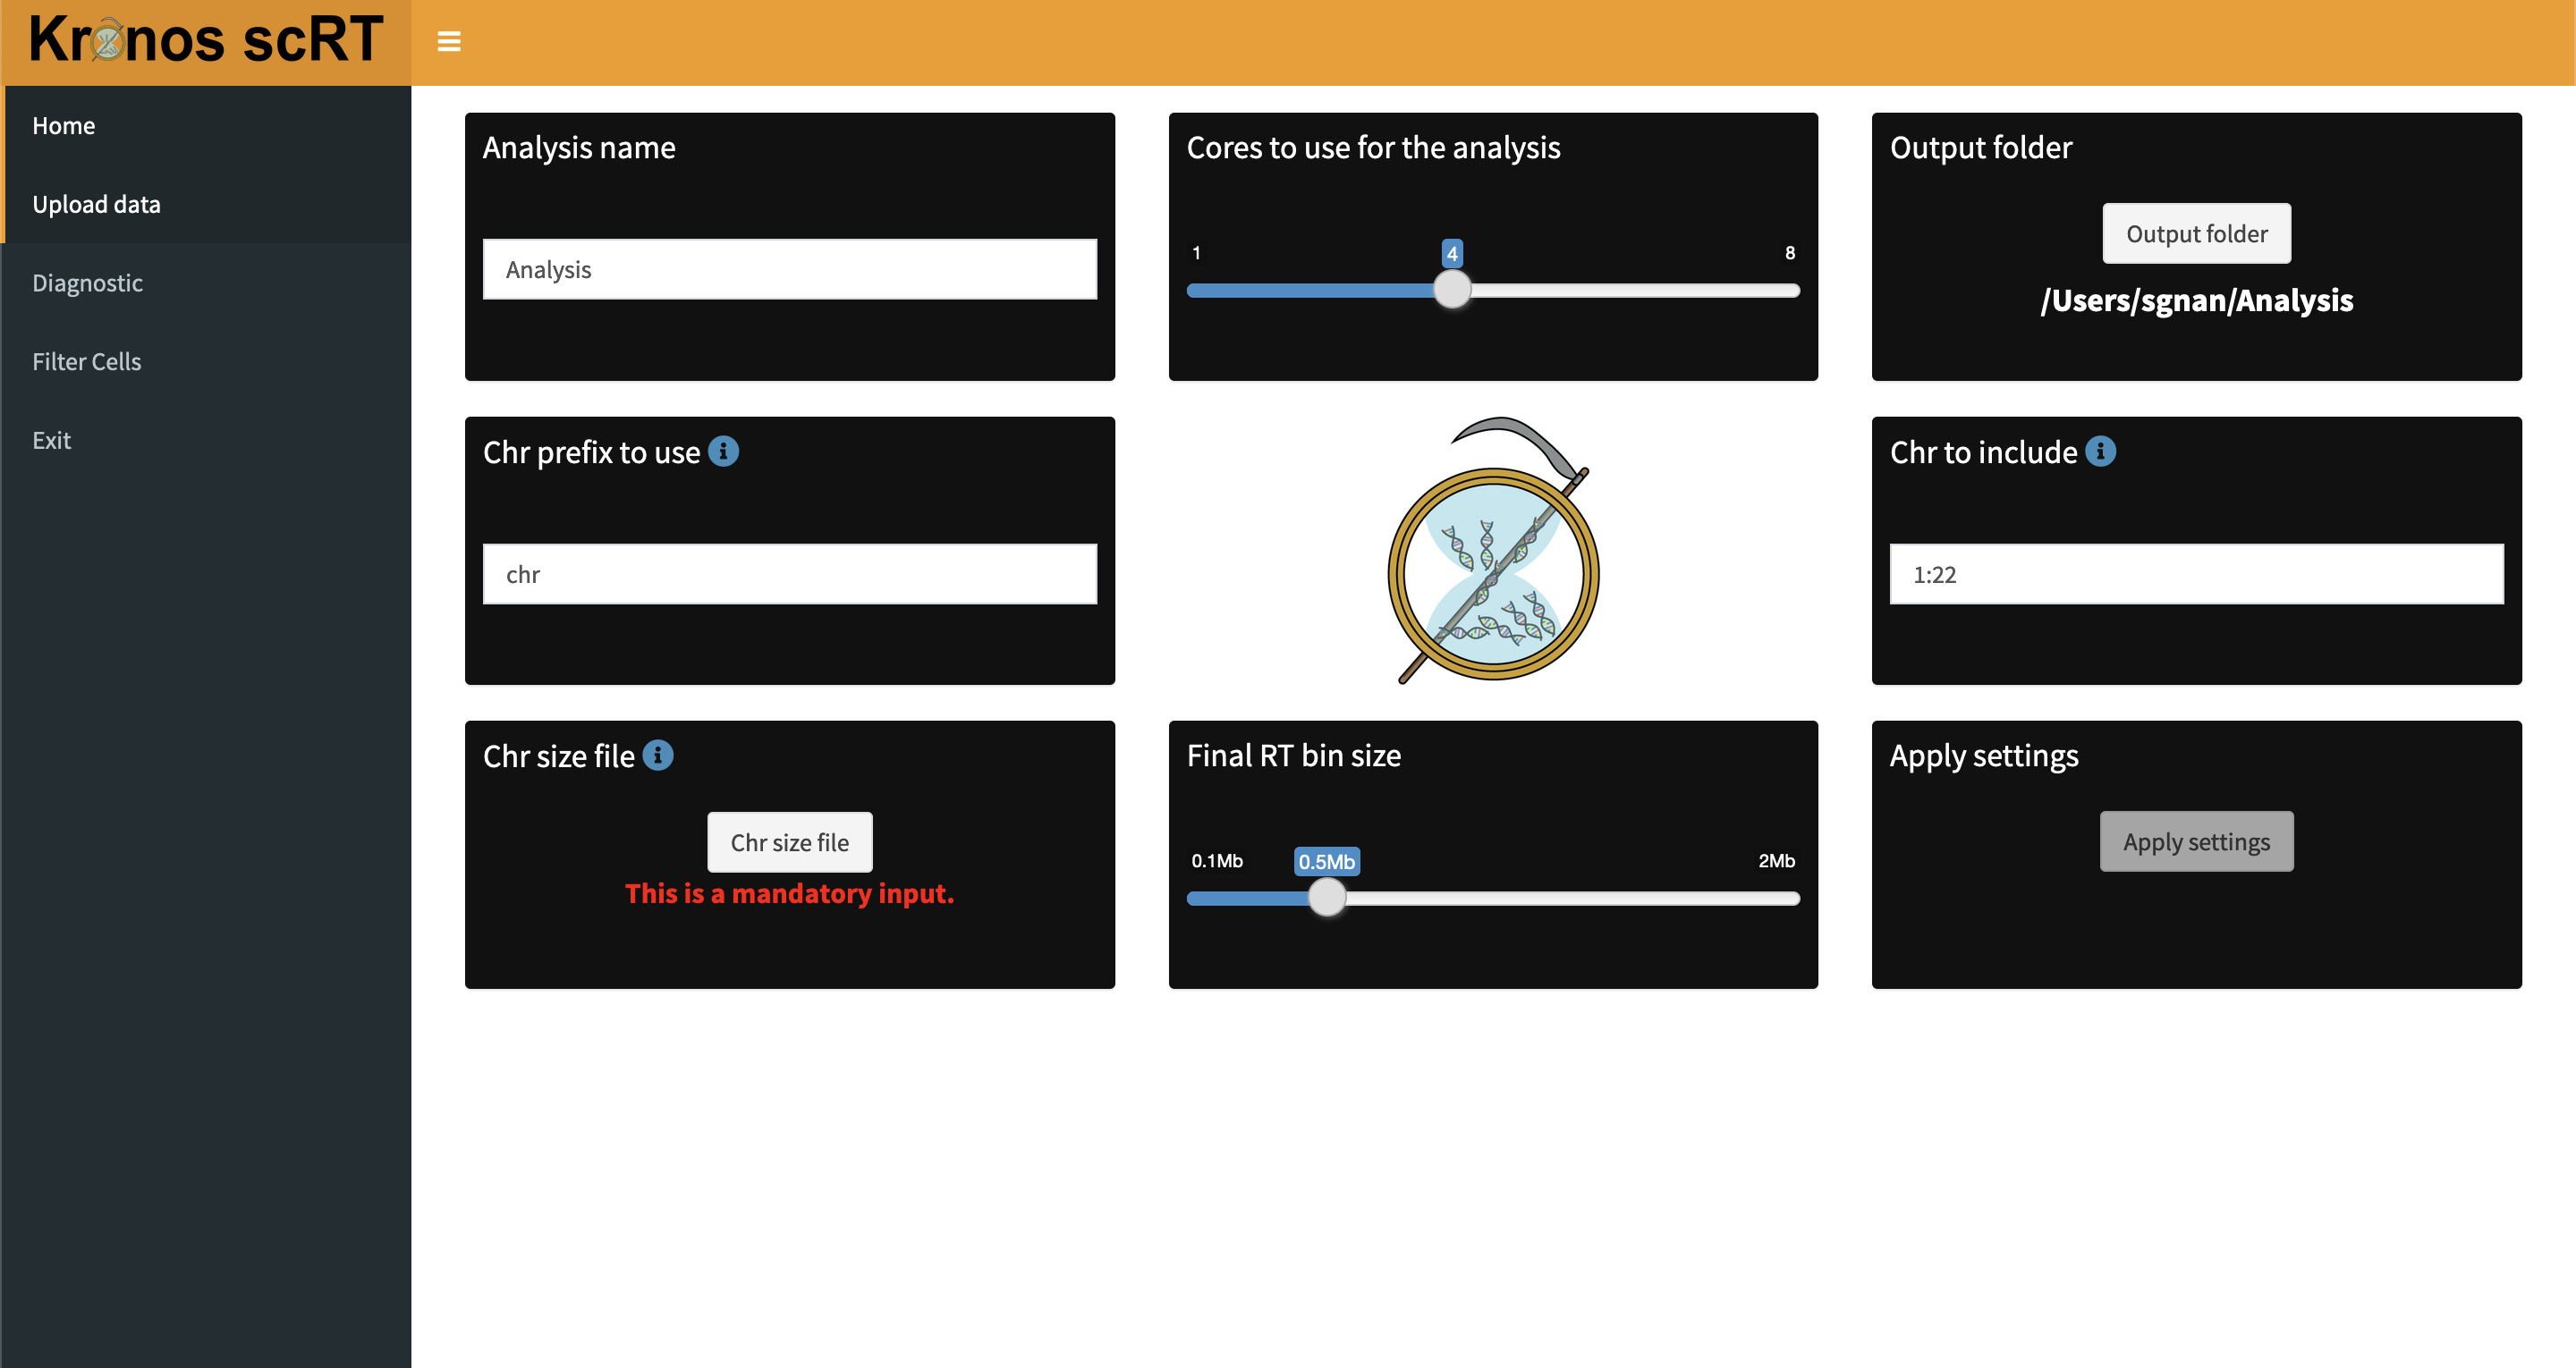 Kronos scRT
Home
Upload data
Diagnostic
Filter Cells
Exit
Analysis name
Analysis
Cores to use for the analysis
1
4
8
Output folder
Output folder
/Users/sgnan/Analysis
Chr prefix to use
chr
Chr to include
1:22
Chr size file
Chr size file
This is a mandatory input.
Final RT bin size
0.1Mb
0.5Mb
2Mb
Apply settings
Apply settings